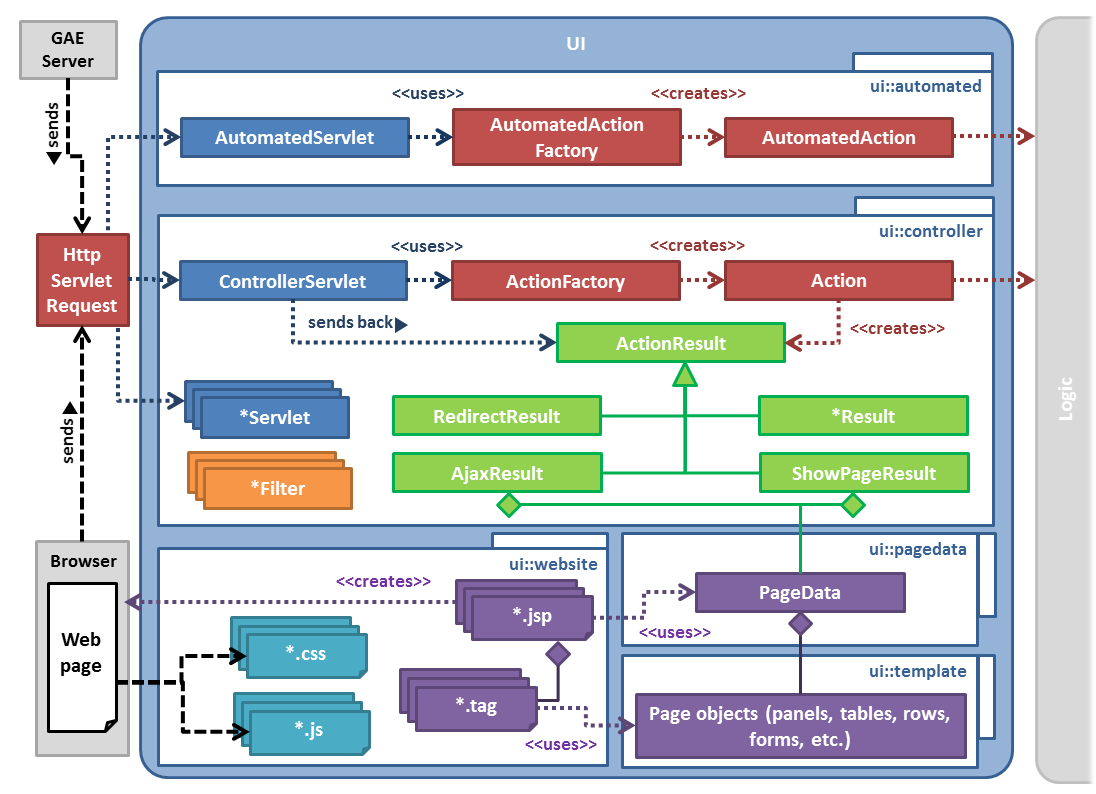 GAE
Server
UI
ui::automated
sends
<<uses>>
<<creates>>
AutomatedServlet
AutomatedAction
Factory
AutomatedAction
ui::controller
Http
Servlet
Request
<<uses>>
<<creates>>
ControllerServlet
ActionFactory
Action
sends back
<<creates>>
ActionResult
*Servlet
RedirectResult
*Result
*Filter
AjaxResult
ShowPageResult
sends
Logic
Browser
Web
page
ui::website
<<creates>>
*.jsp
*.css
*.tag
*.js
<<uses>>
<<uses>>
ui::pagedata
PageData
ui::template
Page objects (panels, tables, rows,
forms, etc.)